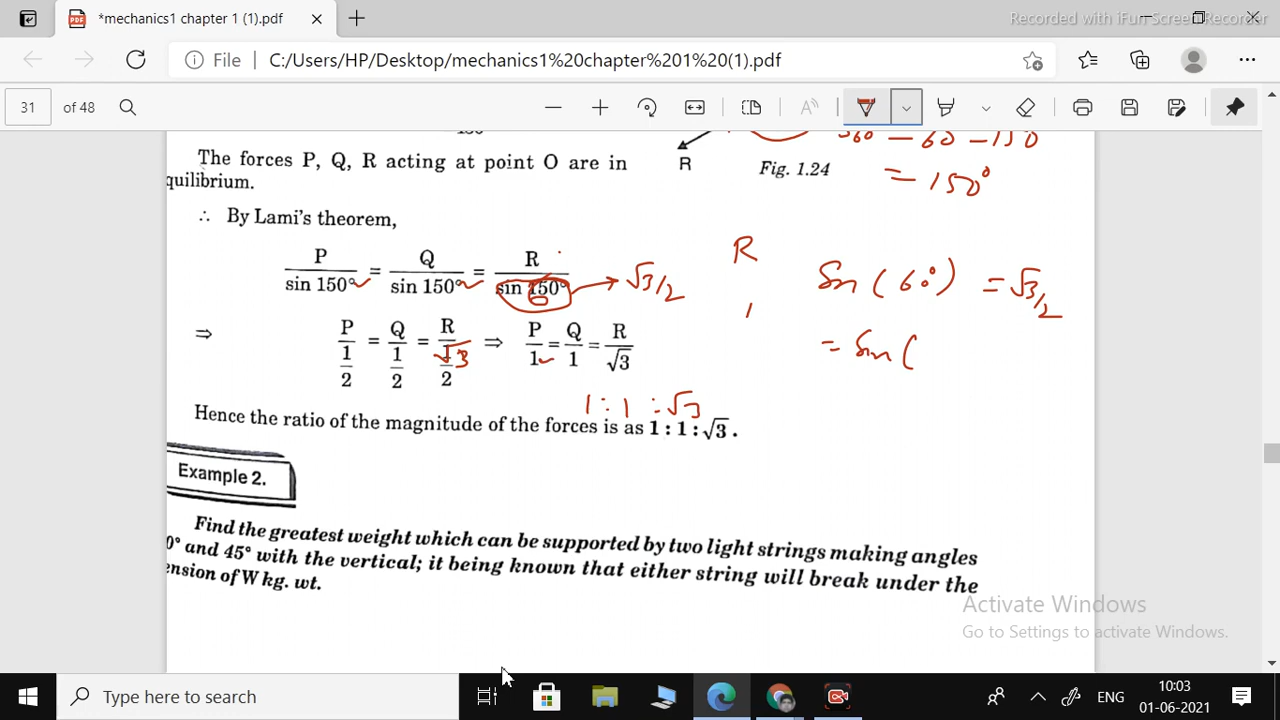 *mechanics1 chapter 1 (1).pdf
Recorded with iFun Screen Recorder
File C:/Users/HP/Desktop/mechanics1%20chapter%201%20(1).pdf
31 of 48
360 - 60 - 150
= 150°
The forces P, Q, R acting at point O are in
quilibrium.
R
Fig. 1.24
∴ By Lami's theorem,
P/sin 150° = Q/sin 150° = R/sin 150° 6 → √3/2
R
Sin (60°) = √3/2
= Sin (
⇒ P/(1/2) = Q/(1/2) = R/(√3/2) ⇒ P/1 = Q/1 = R/√3
1 : 1 : √3
Hence the ratio of the magnitude of the forces is as 1 : 1 : √3.
Example 2.
Find the greatest weight which can be supported by two light strings making angles
0° and 45° with the vertical; it being known that either string will break under the
ension of W kg. wt.
Activate Windows
Go to Settings to activate Windows.
Type here to search
ENG
10:03
01-06-2021